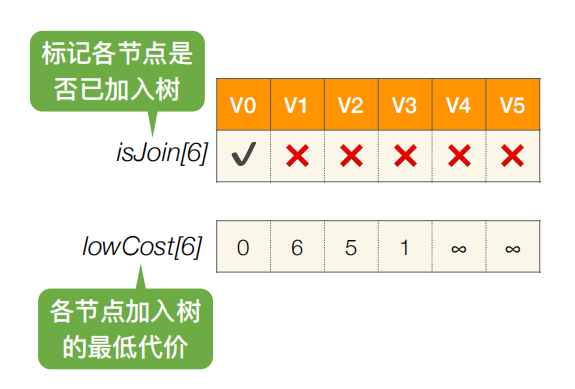 标记各节点是
否已加入树
V0 V1 V2 V3 V4 V5
isJoin[6] ✔ ❌ ❌ ❌ ❌ ❌
lowCost[6] 0 6 5 1 ∞ ∞
各节点加入树
的最低代价